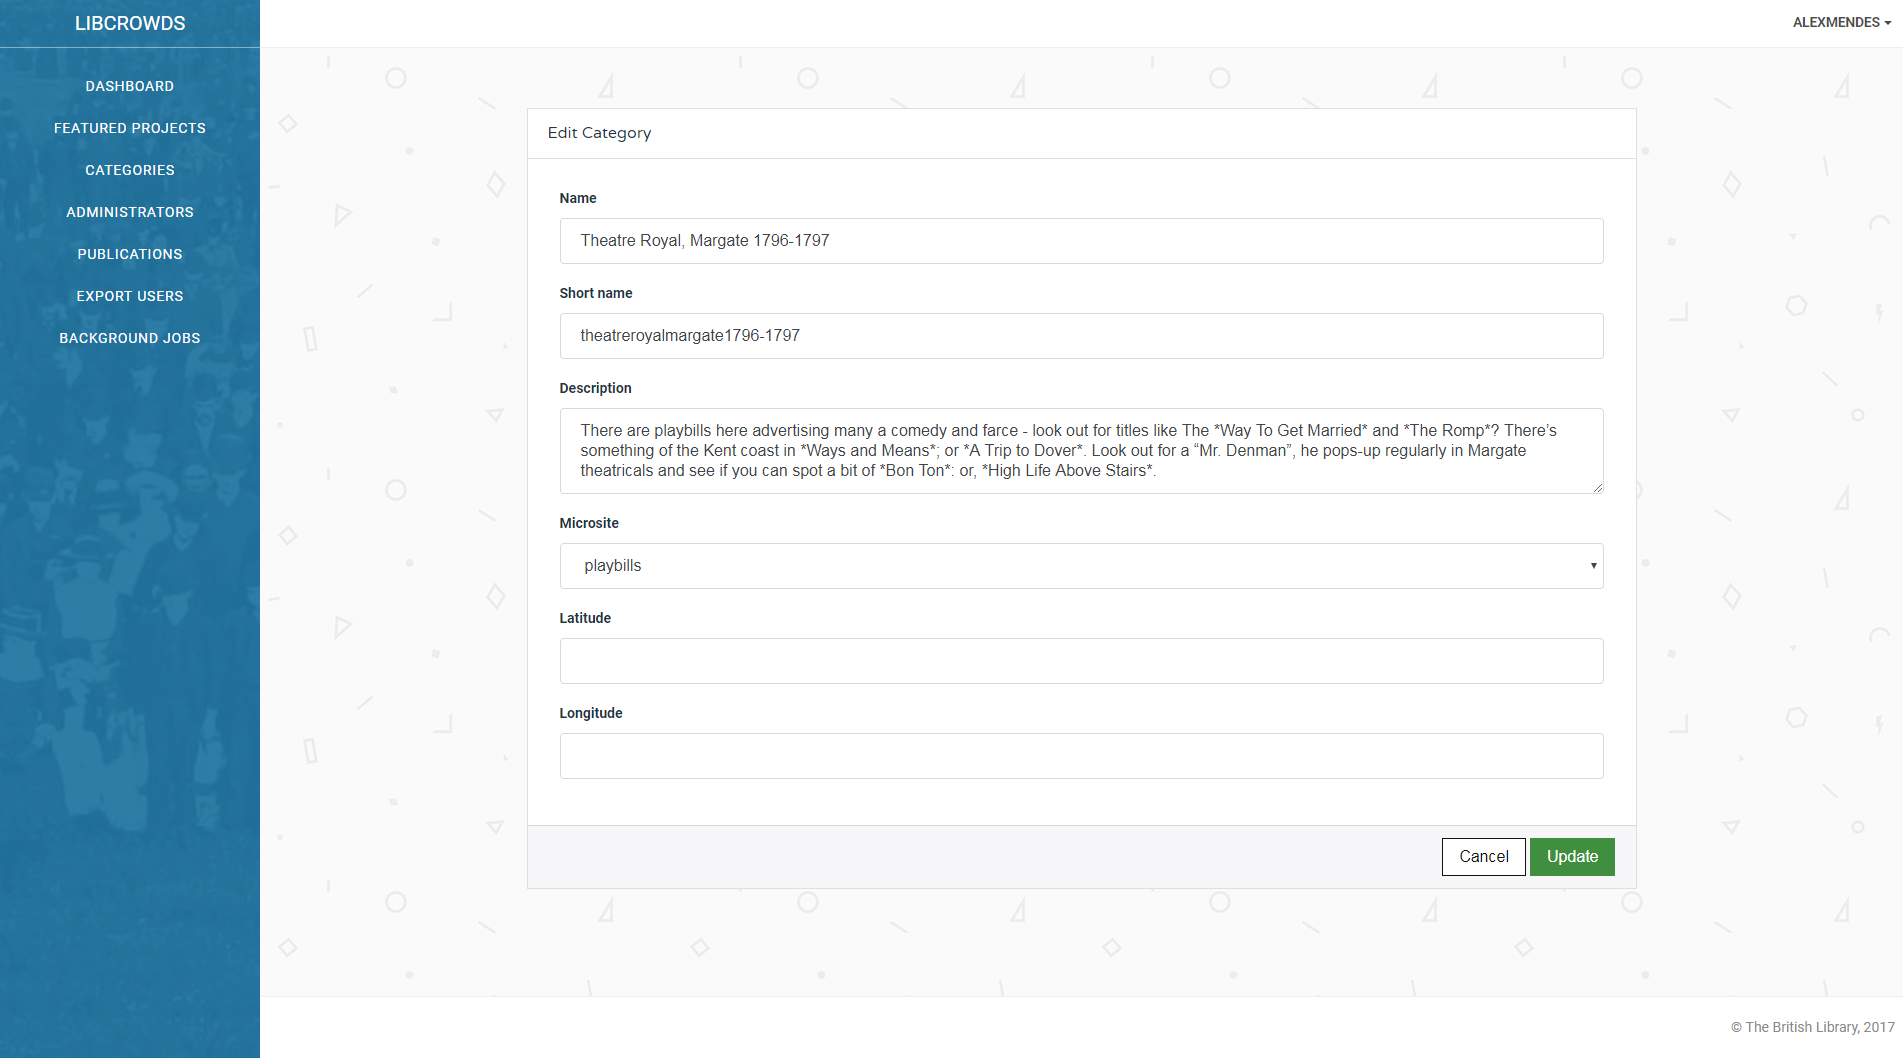 LIBCROWDS
ALEXMENDES
DASHBOARD
FEATURED PROJECTS
CATEGORIES
ADMINISTRATORS
PUBLICATIONS
EXPORT USERS
BACKGROUND JOBS
Edit Category
Name
Theatre Royal, Margate 1796-1797
Short name
theatreroyalmargate1796-1797
Description
There are playbills here advertising many a comedy and farce - look out for titles like The *Way To Get Married* and *The Romp*? There’s
something of the Kent coast in *Ways and Means*; or *A Trip to Dover*. Look out for a “Mr. Denman”, he pops-up regularly in Margate
theatricals and see if you can spot a bit of *Bon Ton*: or, *High Life Above Stairs*.
Microsite
playbills
Latitude
Longitude
Cancel Update
© The British Library, 2017